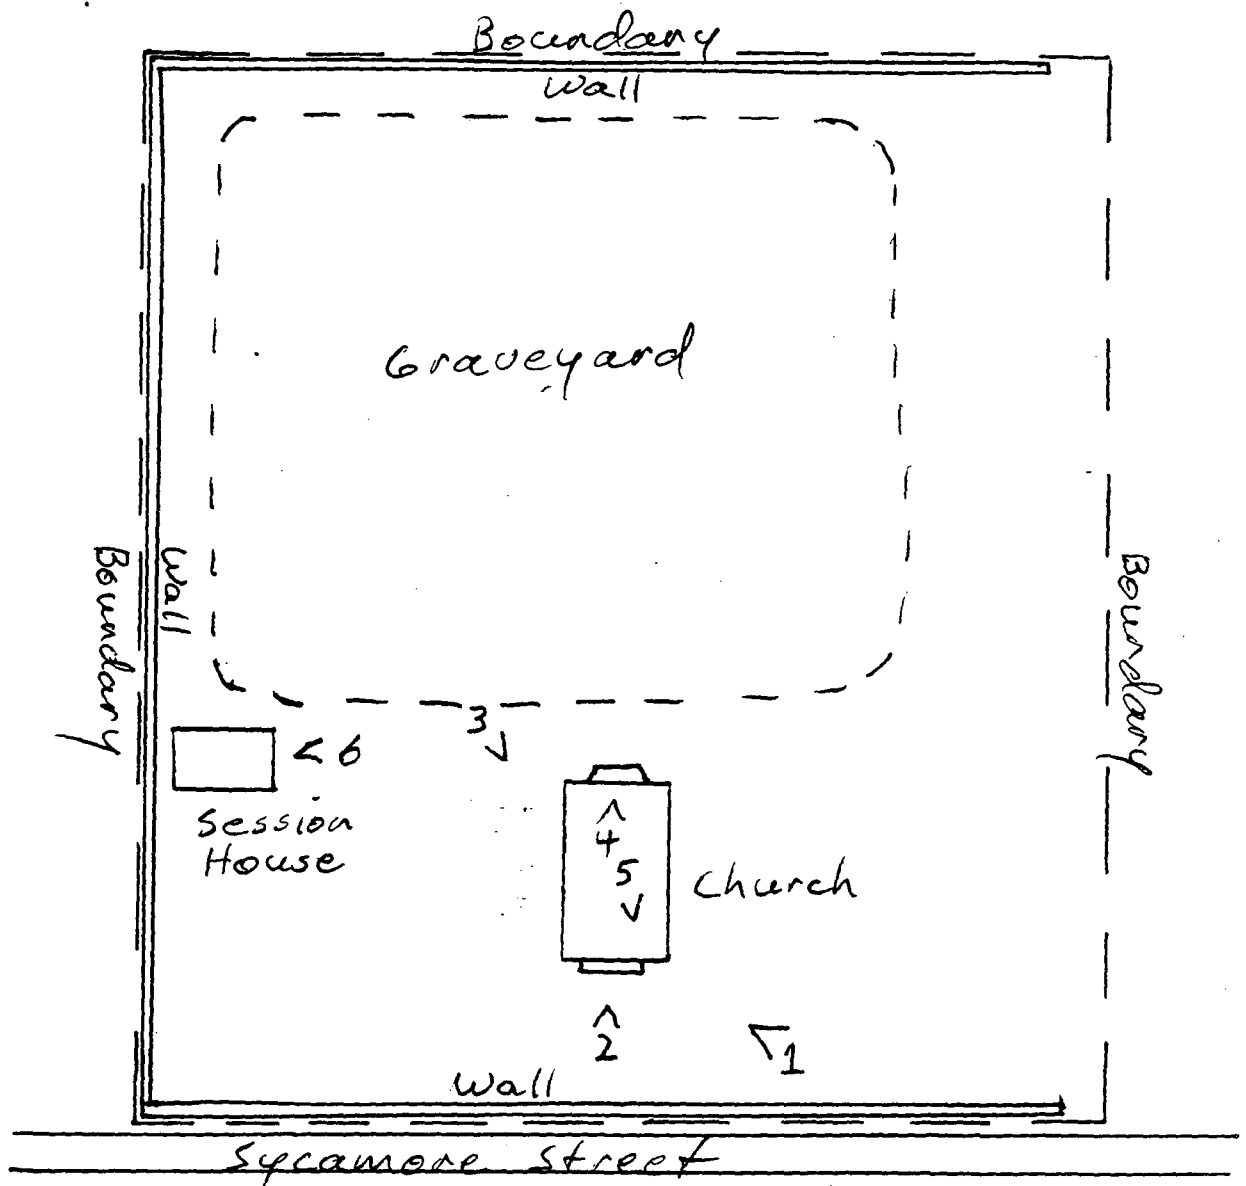 Boundary
Wall
Graveyard
Boundary
Wall
Boundary
3
< 6
Session
House
4
5
Church
2
1
Wall
Sycamore Street